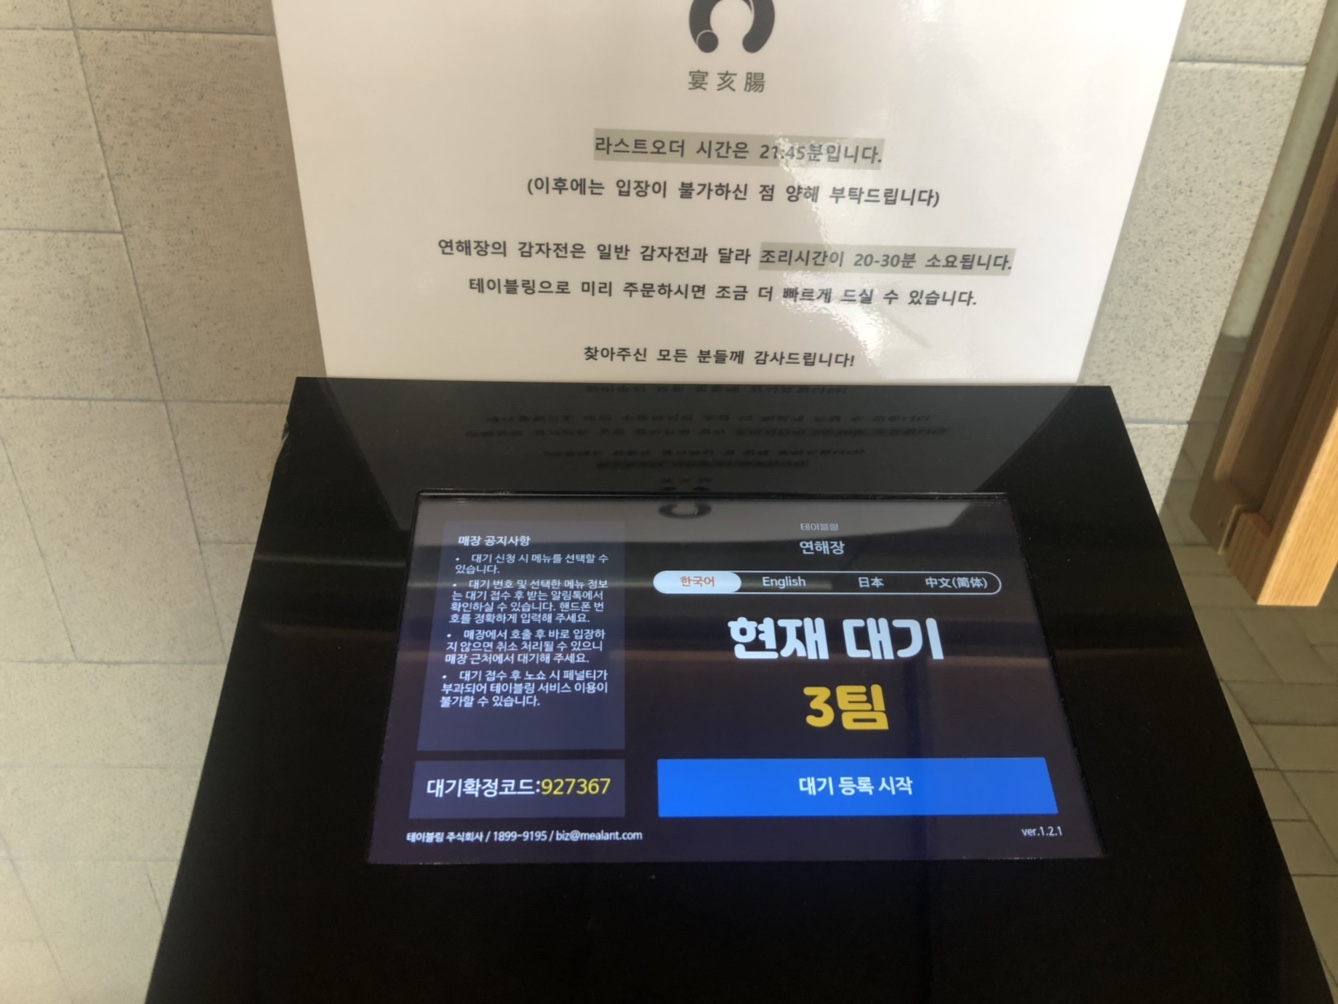 宴亥腸
라스트오더 시간은 21:45분입니다.
(이후에는 입장이 불가하신 점 양해 부탁드립니다)
연해장의 감자전은 일반 감자전과 달라 조리시간이 20-30분 소요됩니다.
테이블링으로 미리 주문하시면 조금 더 빠르게 드실 수 있습니다.
찾아주신 모든 분들께 감사드립니다!
매장 공지사항
• 대기 신청 시 메뉴를 선택할 수
있습니다.
• 대기 번호 및 선택한 메뉴 정보
는 대기 접수 후 받는 알림톡에서
확인하실 수 있습니다. 핸드폰 번
호를 정확하게 입력해 주세요.
• 매장에서 호출 후 바로 입장하
지 않으면 취소 처리될 수 있으니
매장 근처에서 대기해 주세요.
• 대기 접수 후 노쇼 시 패널티가
부과되어 테이블링 서비스 이용이
불가할 수 있습니다.
대기확정코드:927367
테이블링 주식회사 / 1899-9195 / biz@mealant.com
테이블링
연해장
한국어 English 日本 中文(简体)
현재 대기
3팀
대기 등록 시작
ver.1.2.1